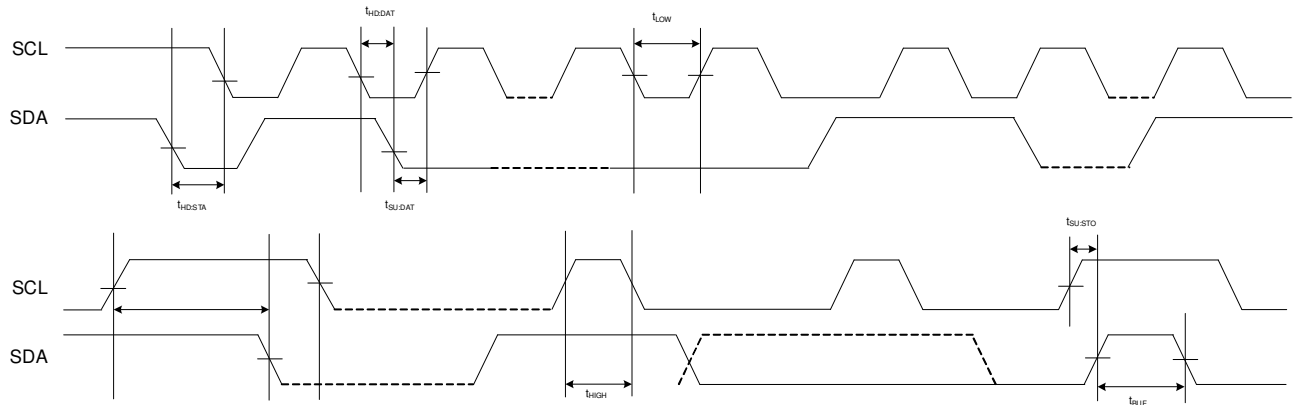 tHD:DAT
tLOW
SCL
SDA
tHD:STA
tSU:DAT
tSU:STO
SCL
SDA
tHIGH
tBUF